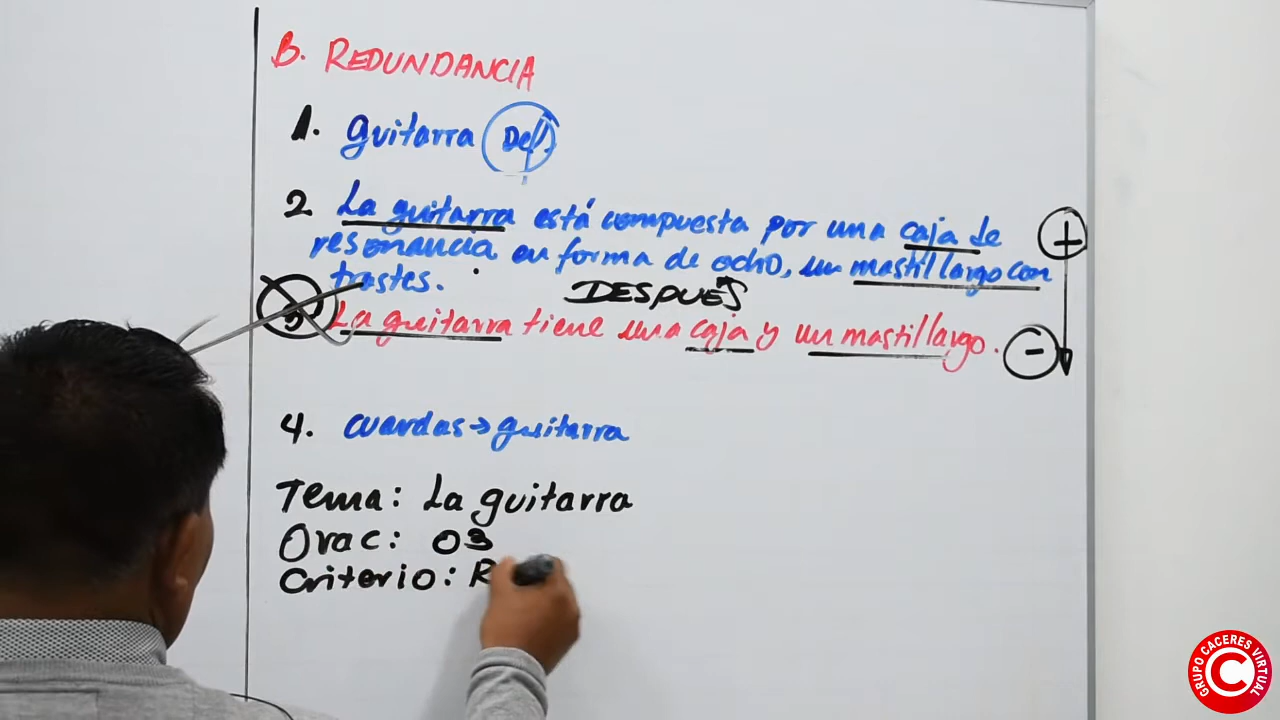 B. REDUNDANCIA
1. guitarra Def.
2 La guitarra está compuesta por una caja de
resonancia en forma de ocho, un mastil largo con
trastes.
DESPUÉS
3 La guitarra tiene una caja y un mastil largo.
+
-
4. cuerdas → guitarra
Tema: La guitarra
Orac: 03
Criterio: R
GRUPO CACERES VIRTUAL
C